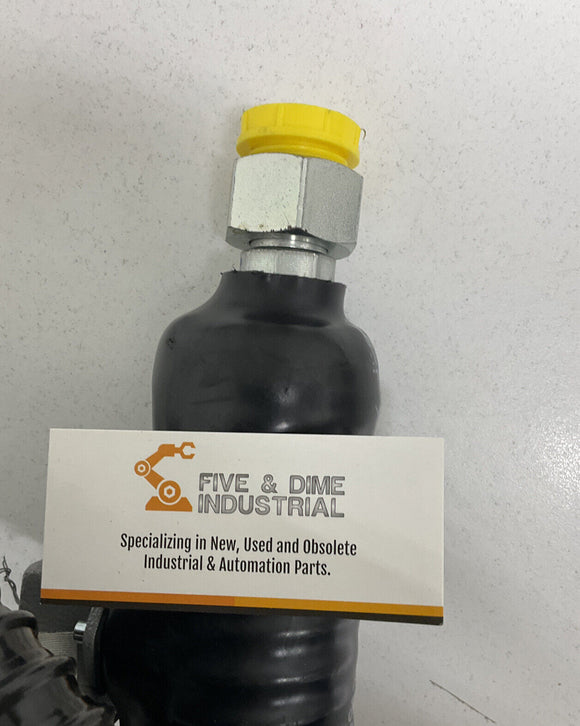 FIVE & DIME
INDUSTRIAL
Specializing in New, Used and Obsolete
Industrial & Automation Parts.